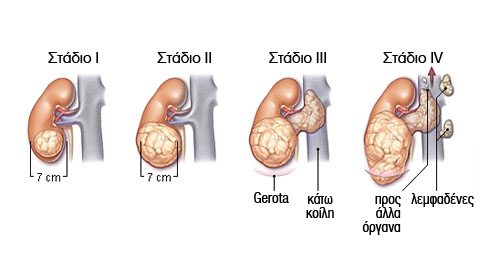 Στάδιο I
Στάδιο II
Στάδιο III
Στάδιο IV
7 cm
7 cm
Gerota
κάτω
κοίλη
προς
άλλα
όργανα
λεμφαδένες